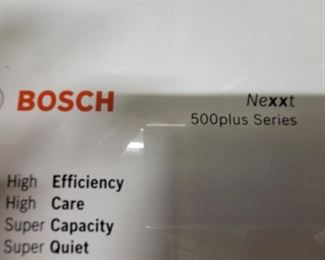 BOSCH
Nexxt
500plus Series
High Efficiency
High Care
Super Capacity
Super Quiet